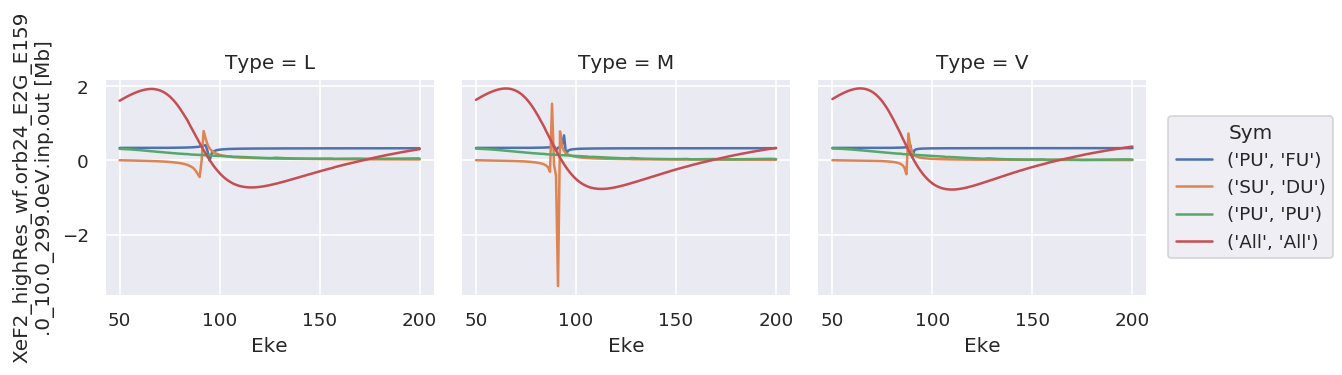 XeF2_highRes_wf.orb24_E2G_E159
.0_10.0_299.0eV.inp.out [Mb]
Type = L
Type = M
Type = V
2
0
−2
50
100
150
200
Eke
50
100
150
200
Eke
50
100
150
200
Eke
Sym
('PU', 'FU')
('SU', 'DU')
('PU', 'PU')
('All', 'All')